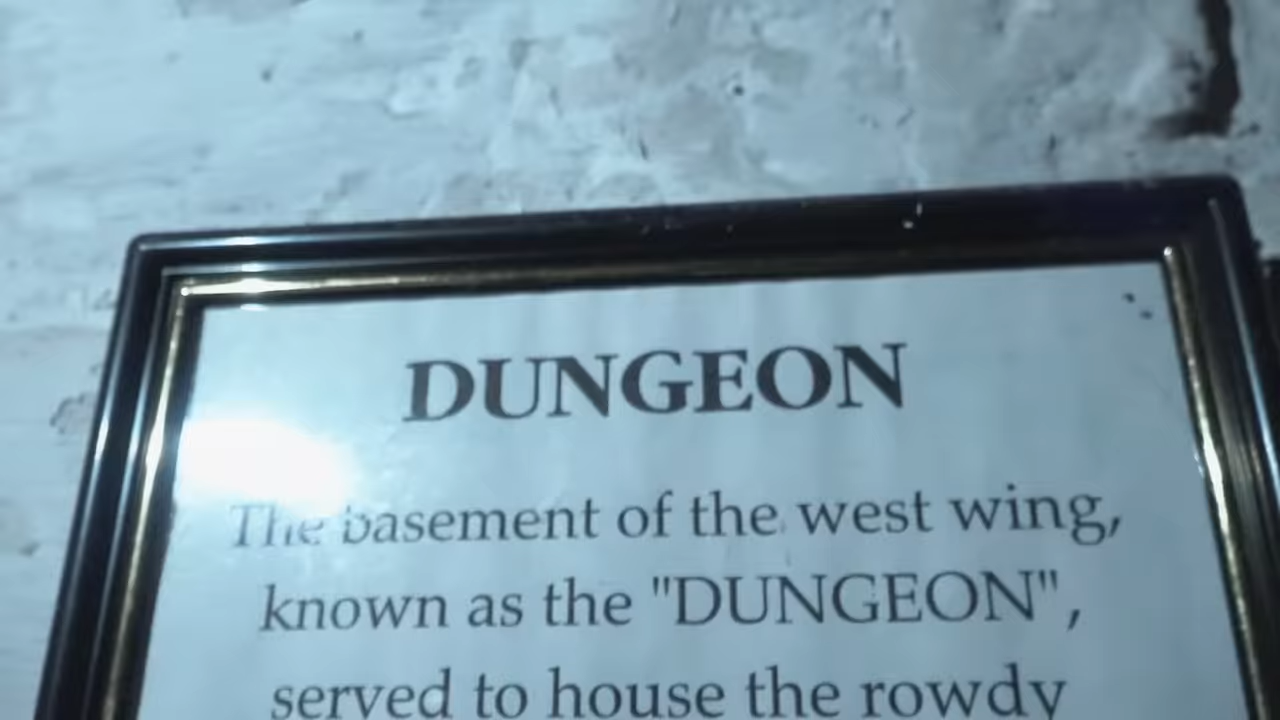 DUNGEON
The basement of the west wing,
known as the "DUNGEON",
served to house the rowdy